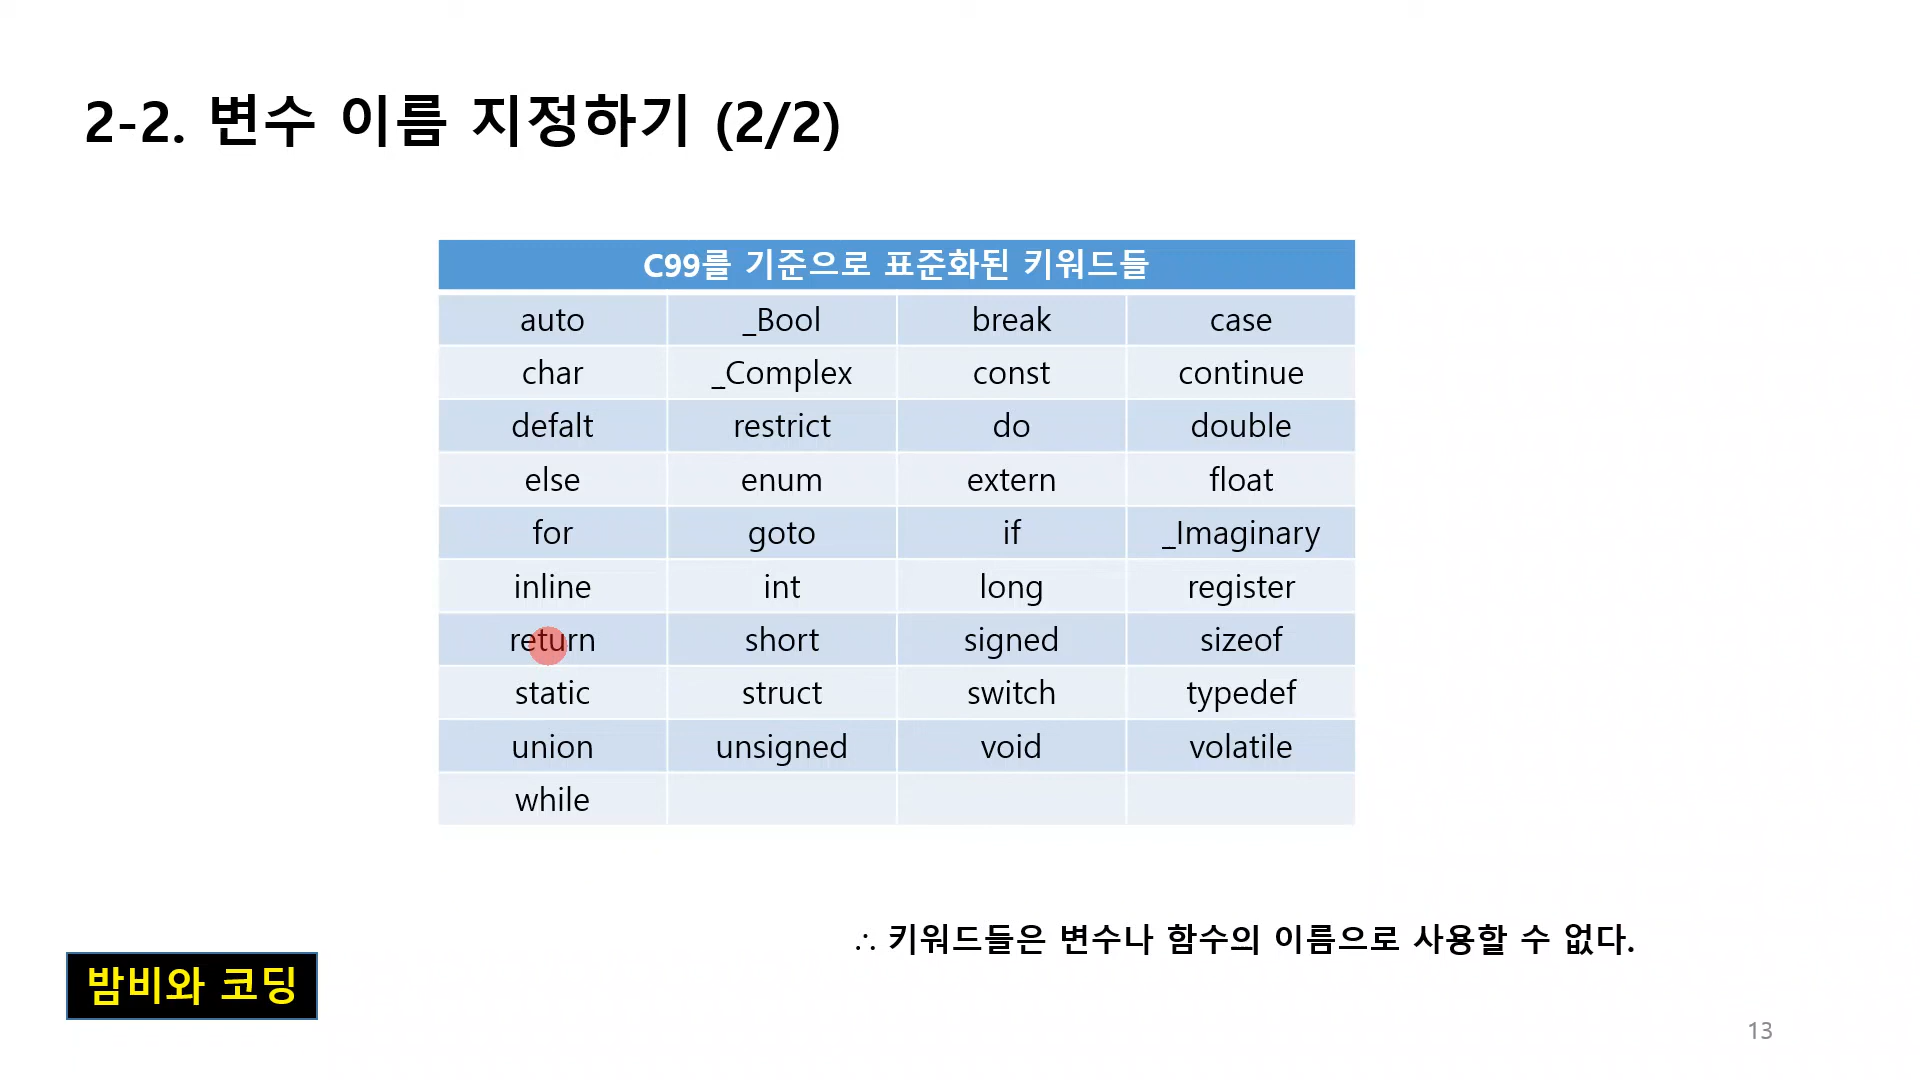 2-2. 변수 이름 지정하기 (2/2)
C99를 기준으로 표준화된 키워드들
auto _Bool break case
char _Complex const continue
defalt restrict do double
else enum extern float
for goto if _Imaginary
inline int long register
return short signed sizeof
static struct switch typedef
union unsigned void volatile
while
∴ 키워드들은 변수나 함수의 이름으로 사용할 수 없다.
밤비와 코딩
13